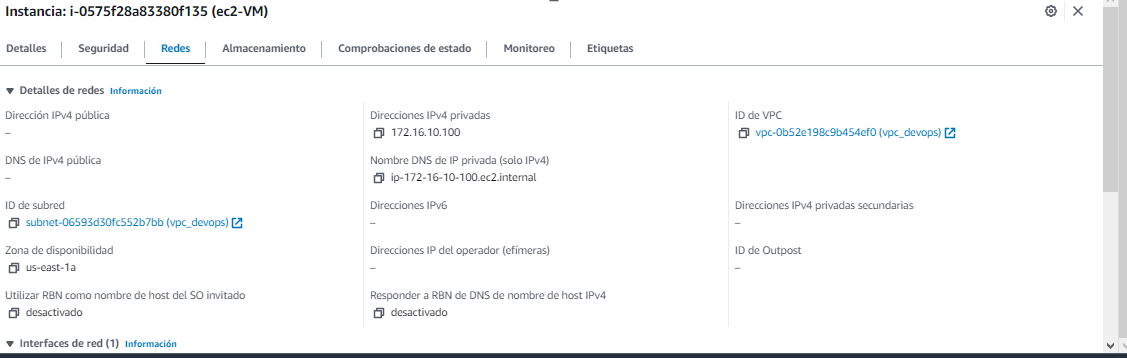 Instancia: i-0575f28a83380f135 (ec2-VM)
Detalles Seguridad Redes Almacenamiento Comprobaciones de estado Monitoreo Etiquetas
Detalles de redes Información
Dirección IPv4 pública
–
Direcciones IPv4 privadas
172.16.10.100
ID de VPC
vpc-0b52e198c9b454ef0 (vpc_devops)
DNS de IPv4 pública
–
Nombre DNS de IP privada (solo IPv4)
ip-172-16-10-100.ec2.internal
ID de subred
subnet-06593d30fc552b7bb (vpc_devops)
Direcciones IPv6
–
Direcciones IPv4 privadas secundarias
–
Zona de disponibilidad
us-east-1a
Direcciones IP del operador (efímeras)
–
ID de Outpost
–
Utilizar RBN como nombre de host del SO invitado
desactivado
Responder a RBN de DNS de nombre de host IPv4
desactivado
Interfaces de red (1) Información